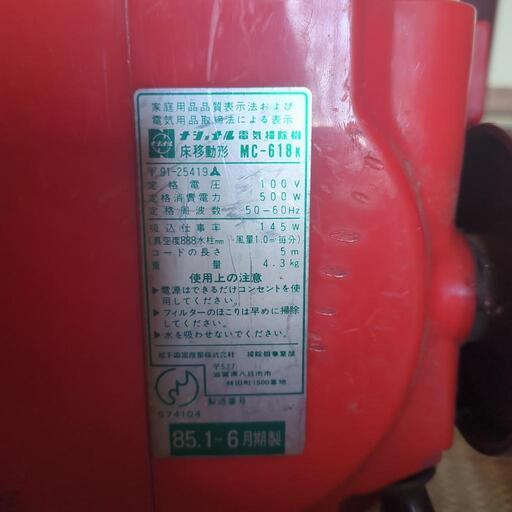 家庭用品品質表示法および
電気用品取締法による表示
ナショナル電気掃除機
床移動形 MC-618K
〒91-25419
定格電圧 100V
定格消費電力 500W
定格周波数 50-60Hz
吸込仕事率 145W
(真空度888水柱mm-風量1.0m³毎分)
コードの長さ 5m
重量 4.3kg
使用上の注意
▶電源はできるだけコンセントを使
用してください。
▶フィルターのほこりは早めに掃除
してください。
▶水を吸わせないでください。
松下電器産業株式会社 掃除機事業部
〒527
滋賀県八日市市
林田町1500番地
製造番号
S74104
85.1-6月期製